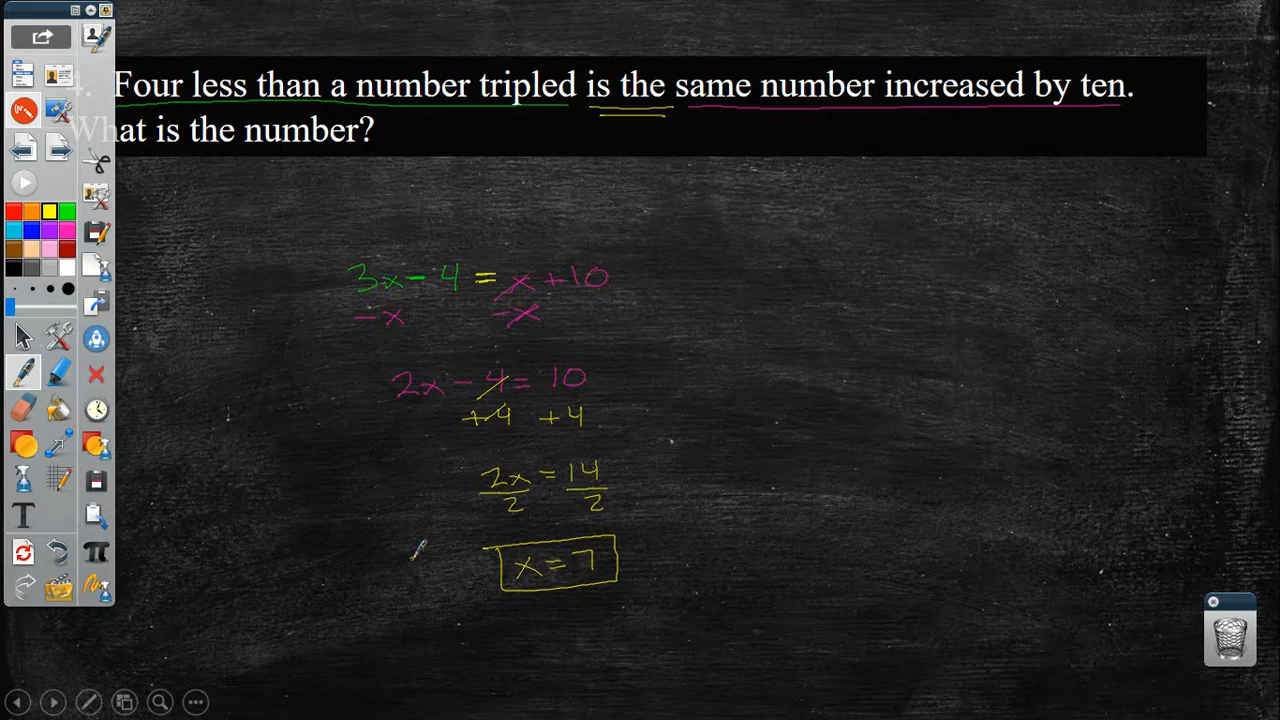 4. Four less than a number tripled is the same number increased by ten.
What is the number?
3x - 4 = x + 10
- x - x
2x - 4 = 10
+ 4 + 4
2x = 14
2 2
x = 7
T
π